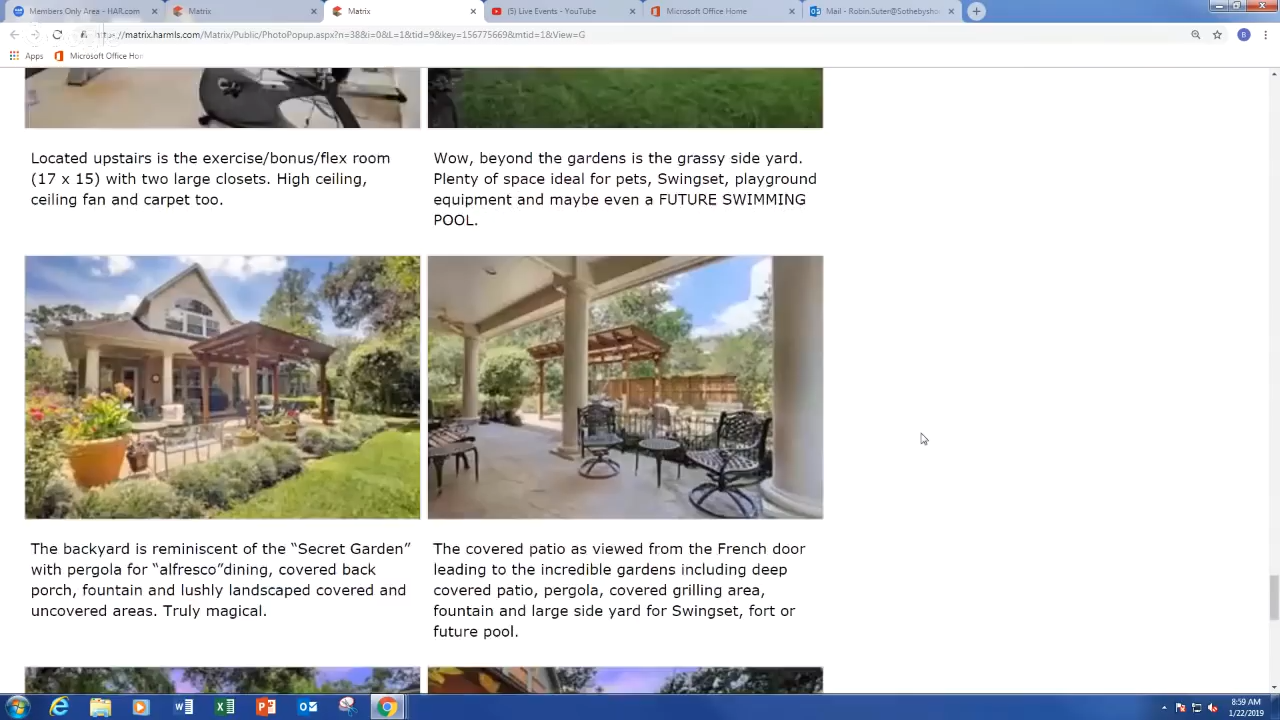 Members Only Area - HAR.com
Matrix
Matrix
(5) Live Events - YouTube
Microsoft Office Home
Mail - Robin.Suter@Sothebysho
matrix.harmls.com/Matrix/Public/PhotoPopup.aspx?n=38&i=0&L=1&tid=9&key=156775669&mtid=1&View=G
B
Apps
Microsoft Office Hom
Located upstairs is the exercise/bonus/flex room
(17 x 15) with two large closets. High ceiling,
ceiling fan and carpet too.
Wow, beyond the gardens is the grassy side yard.
Plenty of space ideal for pets, Swingset, playground
equipment and maybe even a FUTURE SWIMMING
POOL.
The backyard is reminiscent of the “Secret Garden”
with pergola for “alfresco”dining, covered back
porch, fountain and lushly landscaped covered and
uncovered areas. Truly magical.
The covered patio as viewed from the French door
leading to the incredible gardens including deep
covered patio, pergola, covered grilling area,
fountain and large side yard for Swingset, fort or
future pool.
8:59 AM
1/22/2019